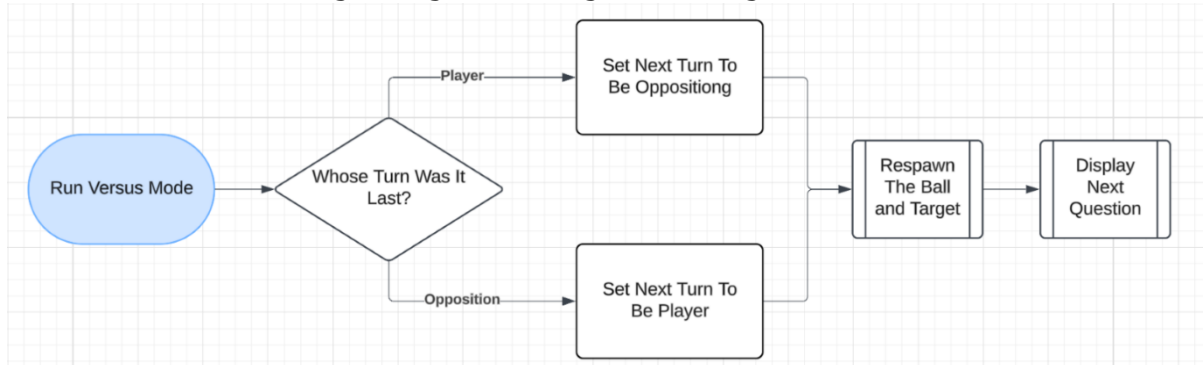 Run Versus Mode
Whose Turn Was It
Last?
Player
Opposition
Set Next Turn To
Be Oppositiong
Set Next Turn To
Be Player
Respawn
The Ball
and Target
Display
Next
Question